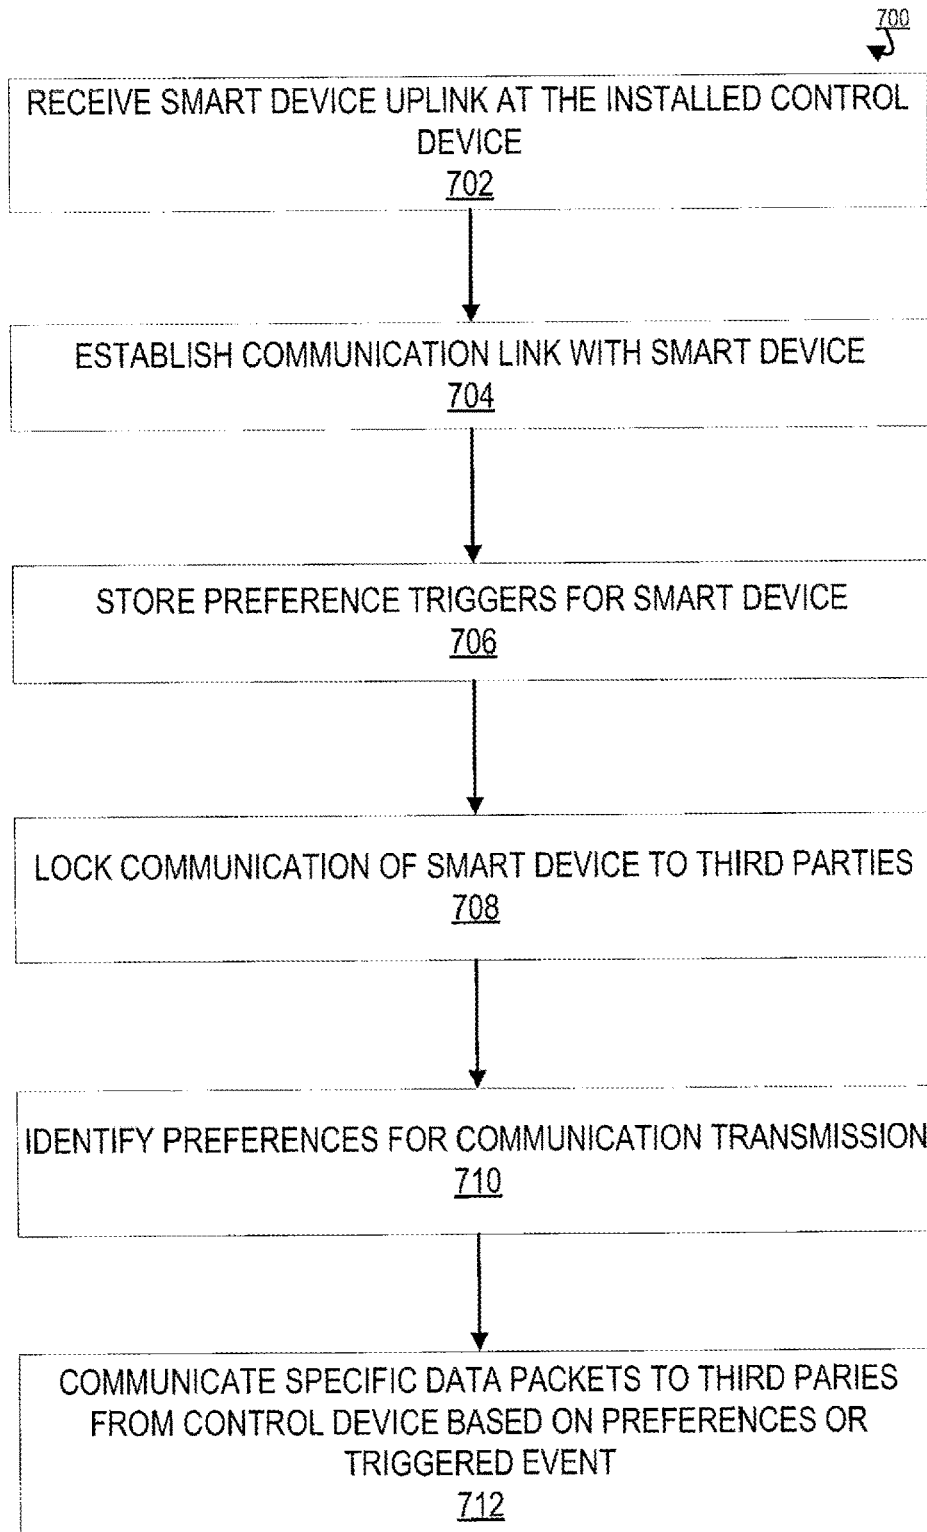 700
RECEIVE SMART DEVICE UPLINK AT THE INSTALLED CONTROL
DEVICE
702
ESTABLISH COMMUNICATION LINK WITH SMART DEVICE
704
STORE PREFERENCE TRIGGERS FOR SMART DEVICE
706
LOCK COMMUNICATION OF SMART DEVICE TO THIRD PARTIES
708
IDENTIFY PREFERENCES FOR COMMUNICATION TRANSMISSION
710
COMMUNICATE SPECIFIC DATA PACKETS TO THIRD PARIES
FROM CONTROL DEVICE BASED ON PREFERENCES OR
TRIGGERED EVENT
712